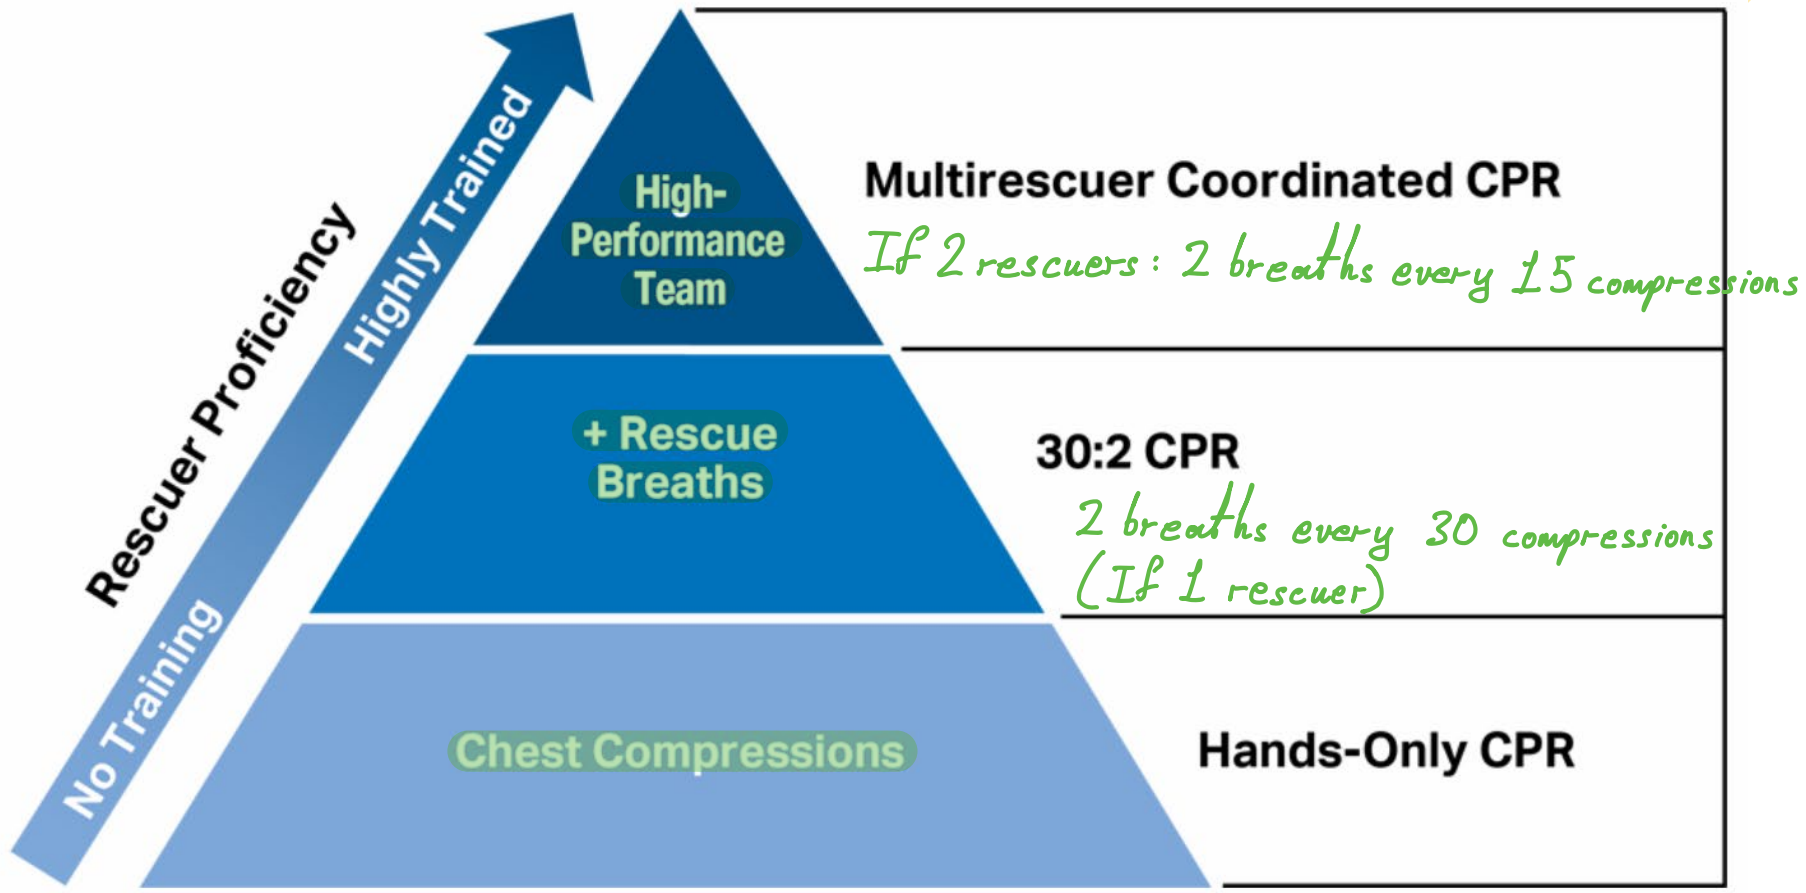 Rescuer Proficiency
Highly Trained
No Training
High-
Performance
Team
Multirescuer Coordinated CPR
If 2 rescuers: 2 breaths every 15 compressions
+ Rescue
Breaths
30:2 CPR
2 breaths every 30 compressions
(If 1 rescuer)
Chest Compressions
Hands-Only CPR